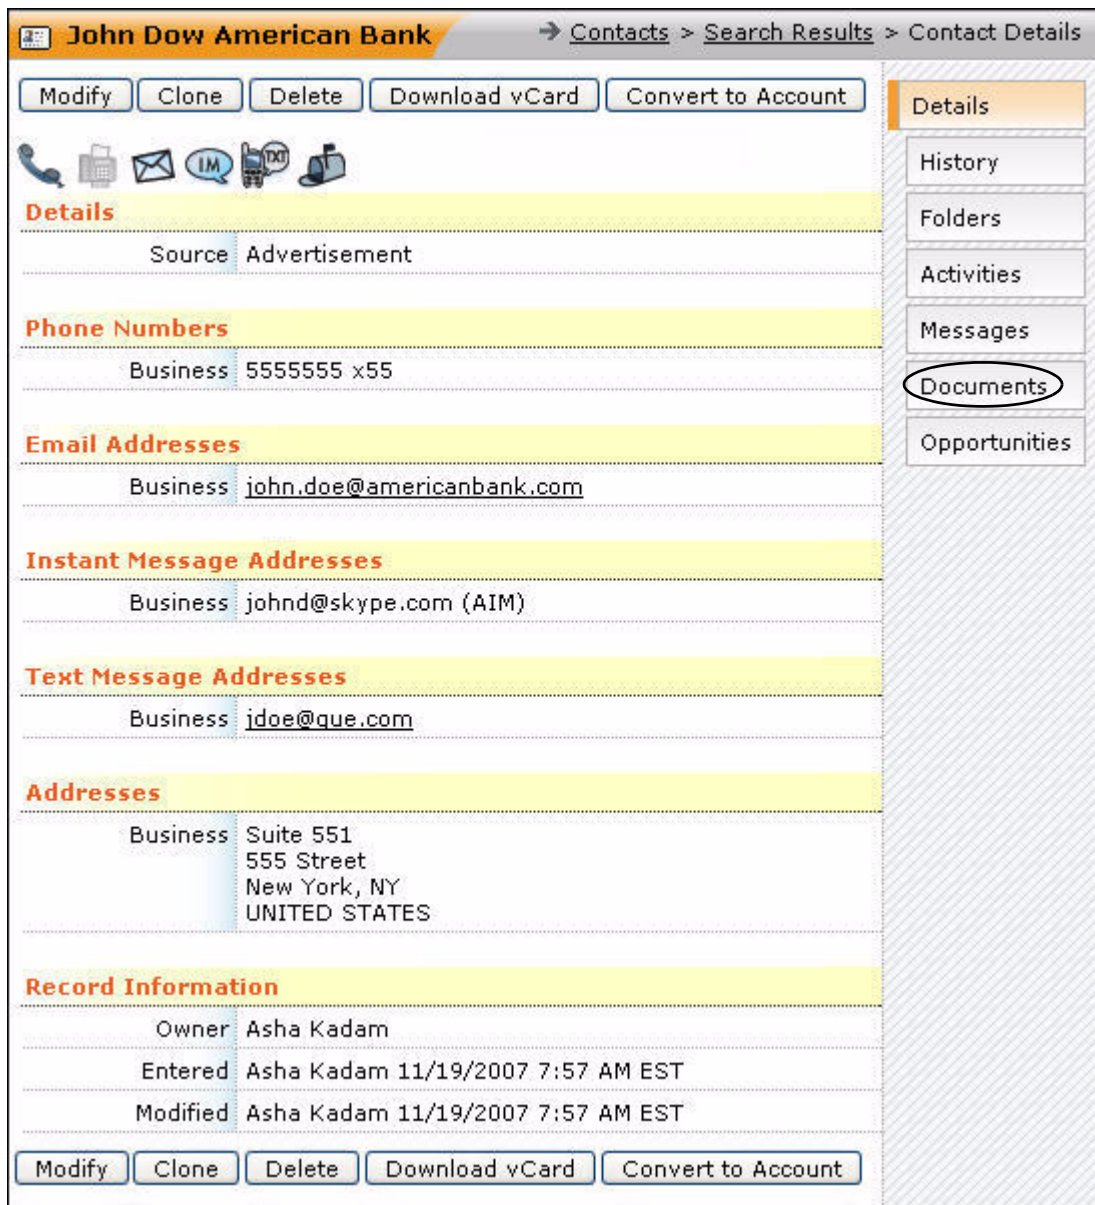 John Dow American Bank
➔ Contacts > Search Results > Contact Details
Modify Clone Delete Download vCard Convert to Account
IM TXT
Details
Source Advertisement
Phone Numbers
Business 5555555 x55
Email Addresses
Business john.doe@americanbank.com
Instant Message Addresses
Business johnd@skype.com (AIM)
Text Message Addresses
Business jdoe@que.com
Addresses
Business Suite 551
555 Street
New York, NY
UNITED STATES
Record Information
Owner Asha Kadam
Entered Asha Kadam 11/19/2007 7:57 AM EST
Modified Asha Kadam 11/19/2007 7:57 AM EST
Modify Clone Delete Download vCard Convert to Account
Details
History
Folders
Activities
Messages
Documents
Opportunities